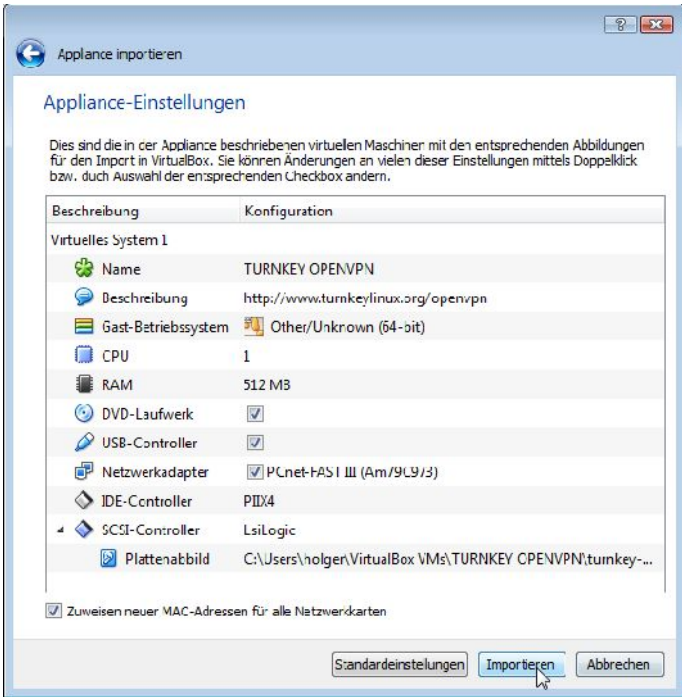 Appliance importieren
Appliance-Einstellungen
Dies sind die in der Appliance beschriebenen virtuellen Maschinen mit den entsprechenden Abbildungen
für den Import in VirtualBox. Sie können Änderungen an vielen dieser Einstellungen mittels Doppelklick
bzw. duch Auswahl der entsprechenden Checkbox ändern.
Beschreibung Konfiguration
Virtuelles System 1
Name TURNKEY OPENVPN
Beschreibung http://www.turnkeylinux.org/openvpn
Gast-Betriebssystem Other/Unknown (64-bit)
CPU 1
RAM 512 MB
DVD-Laufwerk
USB-Controller
Netzwerkadapter PCnet-FAST III (Am79C973)
IDE-Controller PIIX4
SCSI-Controller LsiLogic
Plattenabbild C:\Users\holger\VirtualBox VMs\TURNKEY OPENVPN\turnkey-...
Zuweisen neuer MAC-Adressen für alle Netzwerkkarten
Standardeinstellungen Importieren Abbrechen